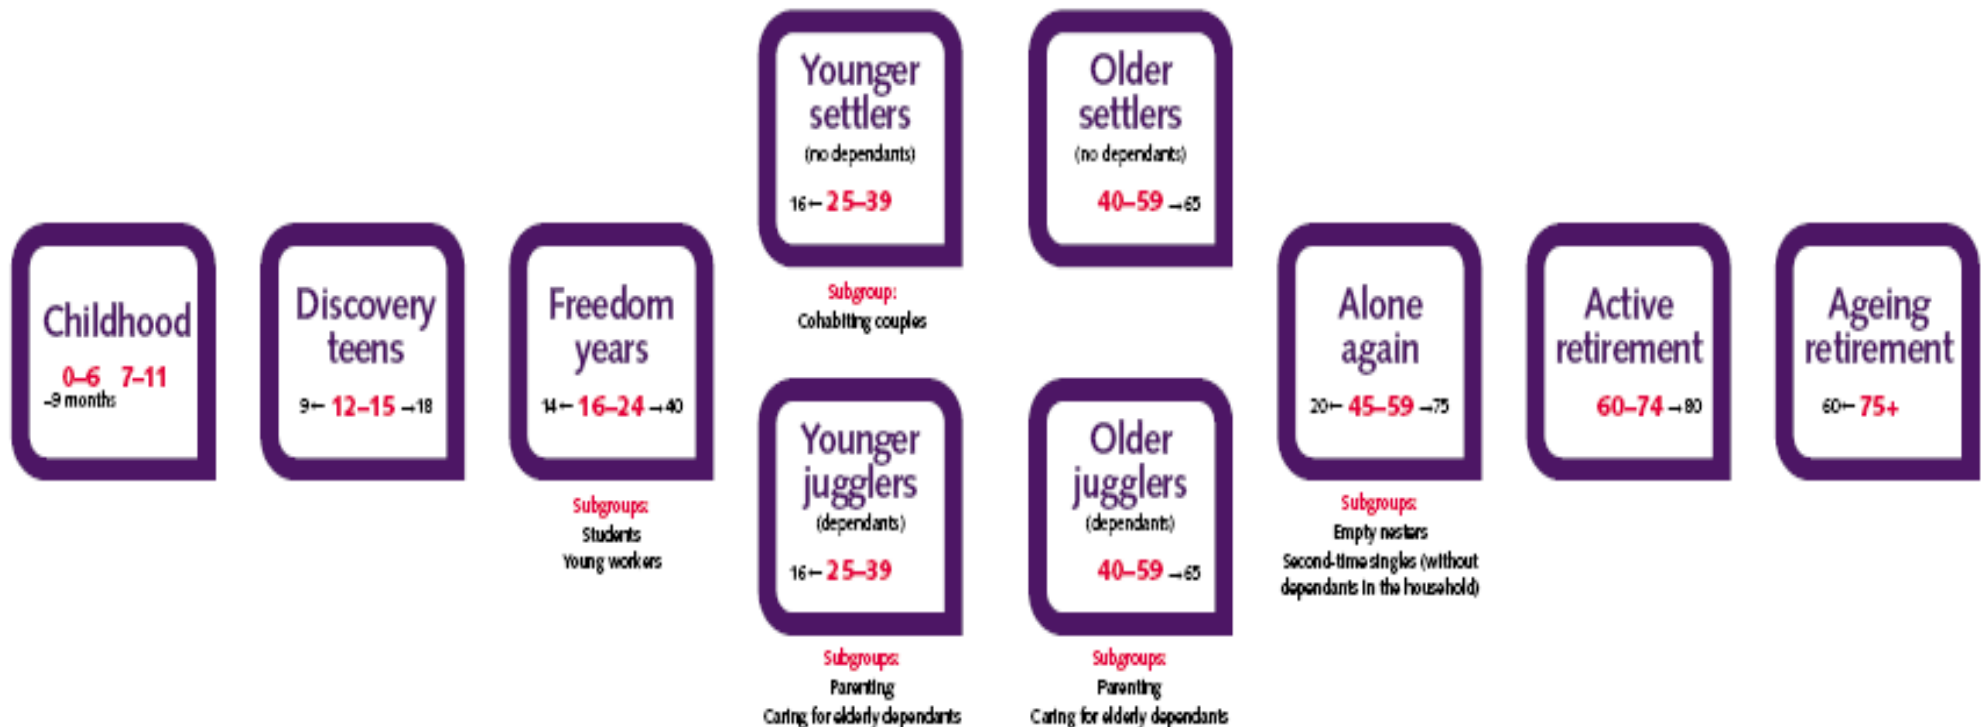 Childhood
0–6 7–11
–9 months
Discovery
teens
9← 12–15 →18
Freedom
years
14← 16–24 →40
Subgroups:
Students
Young workers
Younger
settlers
(no dependants)
16← 25–39
Subgroup:
Cohabiting couples
Older
settlers
(no dependants)
40–59 →65
Younger
jugglers
(dependants)
16← 25–39
Subgroups:
Parenting
Caring for elderly dependants
Older
jugglers
(dependants)
40–59 →65
Subgroups:
Parenting
Caring for elderly dependants
Alone
again
20← 45–59 →75
Subgroups:
Empty nesters
Second-time singles (without
dependants in the household)
Active
retirement
60–74 →80
Ageing
retirement
60← 75+